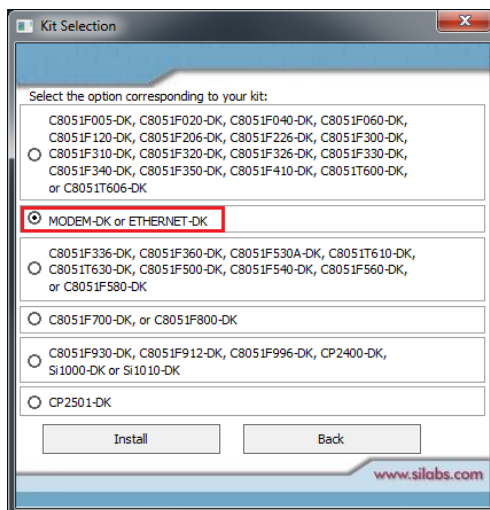 Kit Selection
Select the option corresponding to your kit:
C8051F005-DK, C8051F020-DK, C8051F040-DK, C8051F060-DK,
C8051F120-DK, C8051F206-DK, C8051F226-DK, C8051F300-DK,
C8051F310-DK, C8051F320-DK, C8051F326-DK, C8051F330-DK,
C8051F340-DK, C8051F350-DK, C8051F410-DK, C8051T600-DK,
or C8051T606-DK
MODEM-DK or ETHERNET-DK
C8051F336-DK, C8051F360-DK, C8051F530A-DK, C8051T610-DK,
C8051T630-DK, C8051F500-DK, C8051F540-DK, C8051F560-DK,
or C8051F580-DK
C8051F700-DK, or C8051F800-DK
C8051F930-DK, C8051F912-DK, C8051F996-DK, CP2400-DK,
Si1000-DK or Si1010-DK
CP2501-DK
Install
Back
www.silabs.com